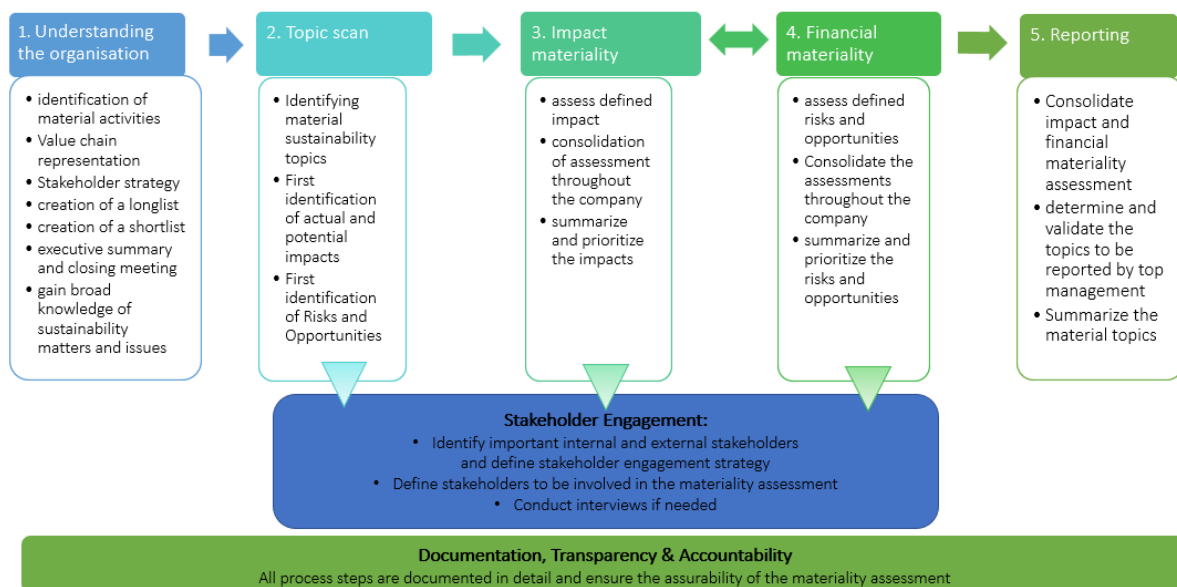 1. Understanding
the organisation
• identification of
material activities
• Value chain
representation
• Stakeholder strategy
• creation of a longlist
• creation of a shortlist
• executive summary
and closing meeting
• gain broad
knowledge of
sustainability
matters and issues
2. Topic scan
• Identifying
material
sustainability
topics
• First
identification
of actual and
potential
impacts
• First
identification
of Risks and
Opportunities
3. Impact
materiality
• assess defined
impact
• consolidation
of assessment
throughout
the company
• summarize
and prioritize
the impacts
4. Financial
materiality
• assess defined
risks and
opportunities
• Consolidate the
assessments
throughout the
company
• summarize and
prioritize the
risks and
opportunities
5. Reporting
• Consolidate
impact and
financial
materiality
assessment
• determine and
validate the
topics to be
reported by top
management
• Summarize the
material topics
Stakeholder Engagement:
• Identify important internal and external stakeholders
and define stakeholder engagement strategy
• Define stakeholders to be involved in the materiality assessment
• Conduct interviews if needed
Documentation, Transparency & Accountability
All process steps are documented in detail and ensure the assurability of the materiality assessment